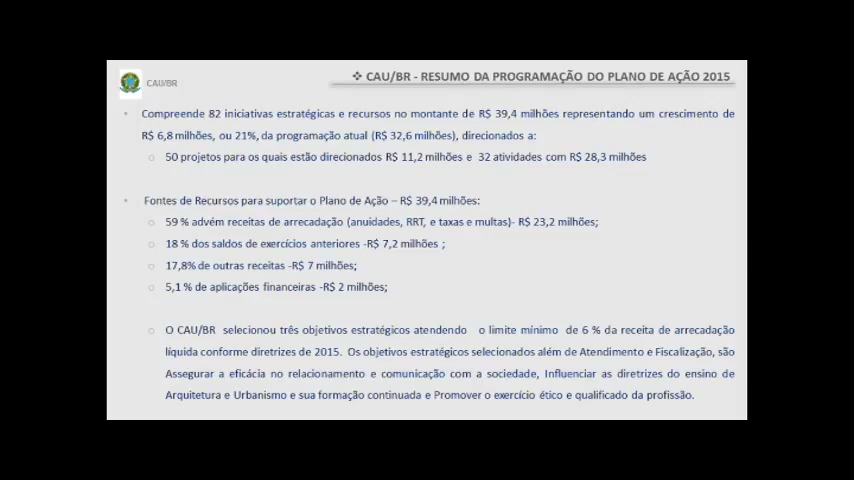 CAU/BR
❖ CAU/BR - RESUMO DA PROGRAMAÇÃO DO PLANO DE AÇÃO 2015
• Compreende 82 iniciativas estratégicas e recursos no montante de R$ 39,4 milhões representando um crescimento de
R$ 6,8 milhões, ou 21%, da programação atual (R$ 32,6 milhões), direcionados a:
○ 50 projetos para os quais estão direcionados R$ 11,2 milhões e 32 atividades com R$ 28,3 milhões
• Fontes de Recursos para suportar o Plano de Ação – R$ 39,4 milhões:
○ 59 % advém receitas de arrecadação (anuidades, RRT, e taxas e multas)- R$ 23,2 milhões;
○ 18 % dos saldos de exercícios anteriores -R$ 7,2 milhões ;
○ 17,8% de outras receitas -R$ 7 milhões;
○ 5,1 % de aplicações financeiras -R$ 2 milhões;
○ O CAU/BR selecionou três objetivos estratégicos atendendo o limite mínimo de 6 % da receita de arrecadação
líquida conforme diretrizes de 2015. Os objetivos estratégicos selecionados além de Atendimento e Fiscalização, são
Assegurar a eficácia no relacionamento e comunicação com a sociedade, Influenciar as diretrizes do ensino de
Arquitetura e Urbanismo e sua formação continuada e Promover o exercício ético e qualificado da profissão.